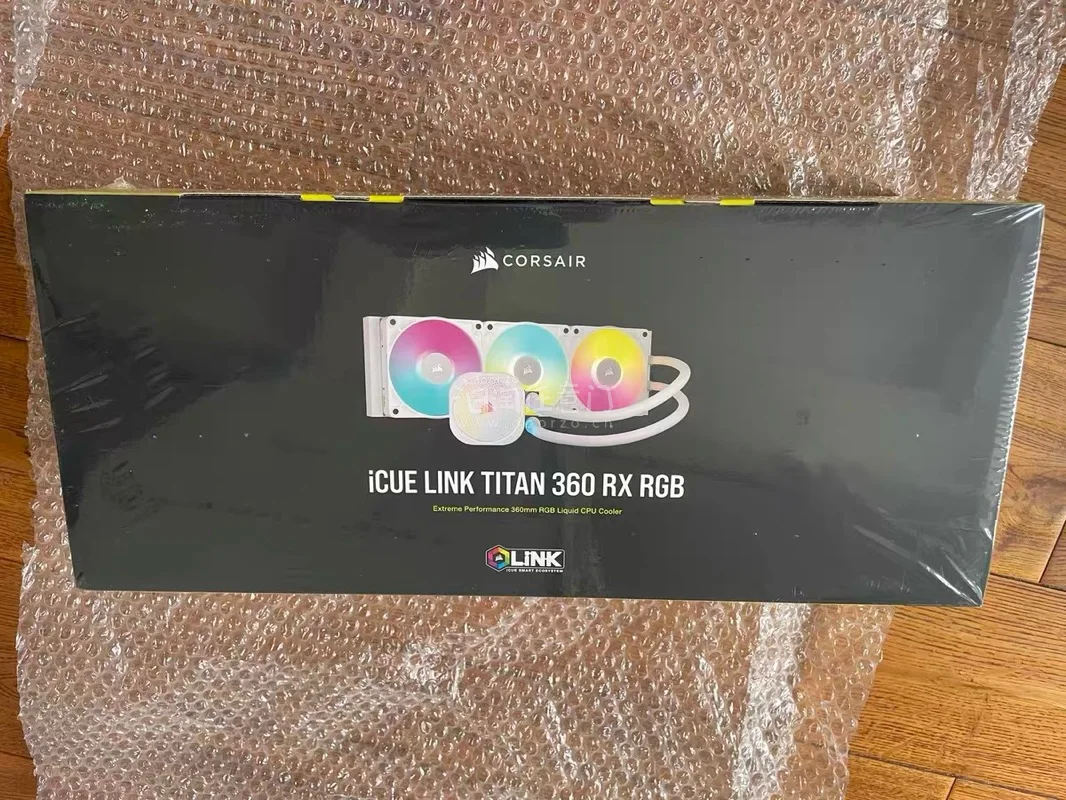 CORSAIR
iCUE LINK TITAN 360 RX RGB
Extreme Performance 360mm RGB Liquid CPU Cooler
LINK
iCUE SMART ECOSYSTEM